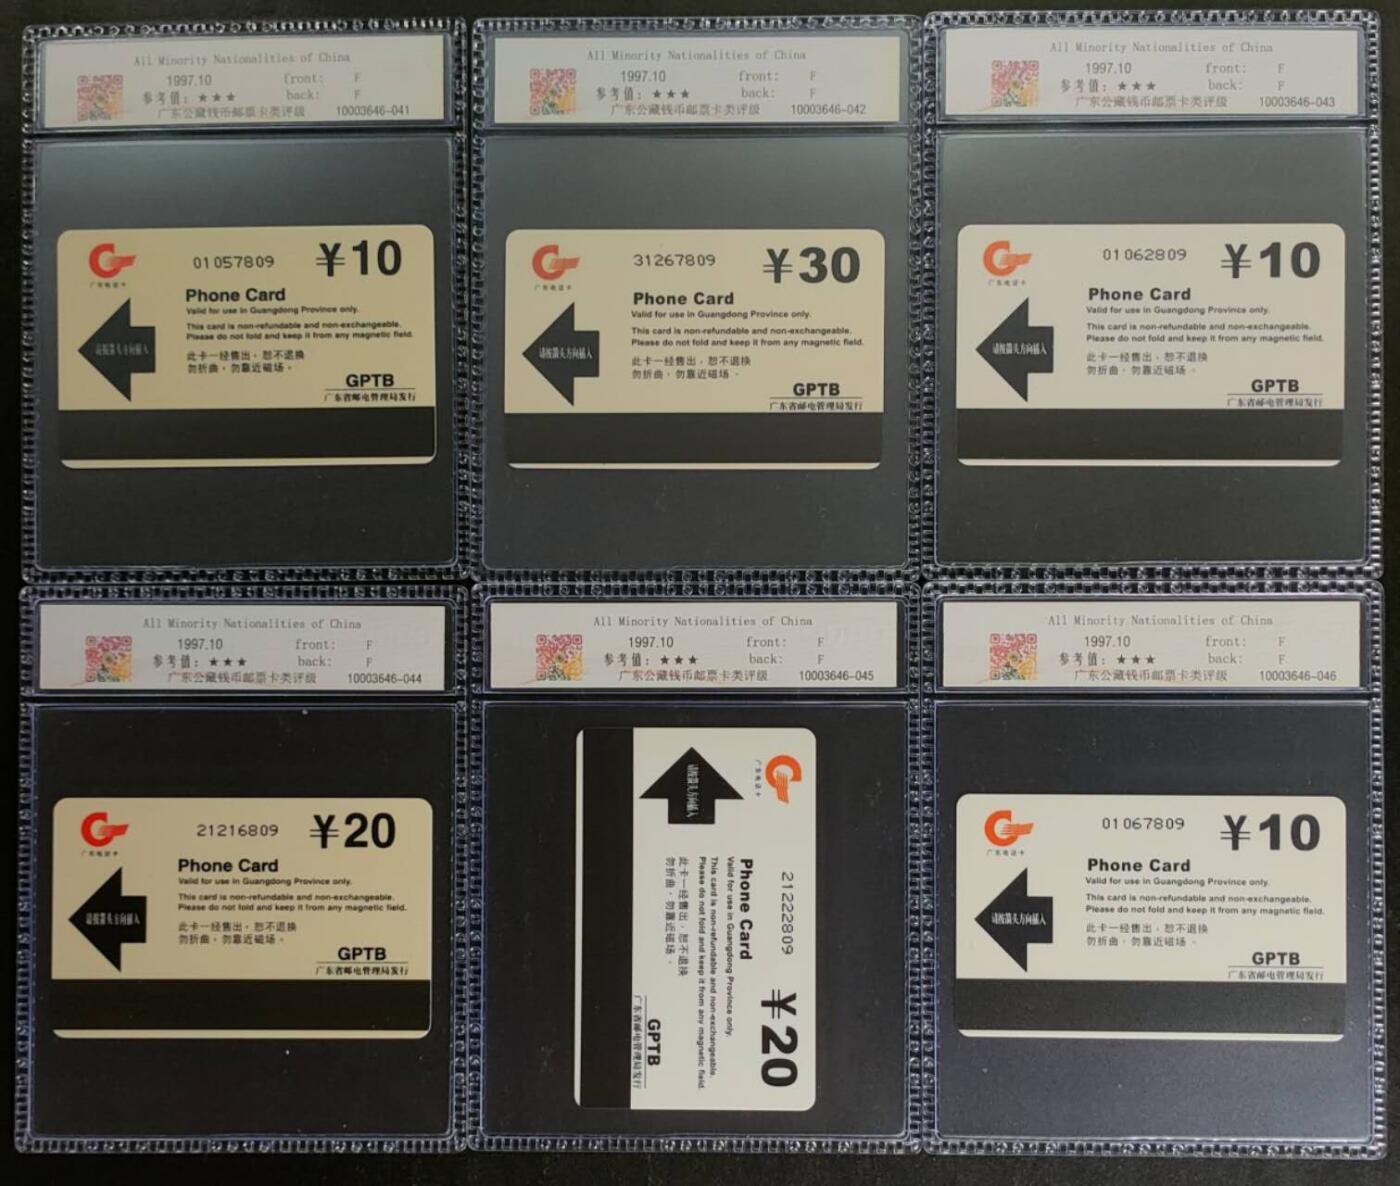 All Minority Nationalities of China
1997.10 front: F
参考值：★★★ back: F
广东公藏钱币邮票卡类评级 10003646-041
01057809 ¥10
广东电话卡
Phone Card
Valid for use in Guangdong Province only.
This card is non-refundable and non-exchangeable.
Please do not fold and keep it from any magnetic field.
请按箭头方向插入
此卡一经售出，恕不退换
勿折曲，勿靠近磁场。
GPTB
广东省邮电管理局发行
All Minority Nationalities of China
1997.10 front: F
参考值：★★★ back: F
广东公藏钱币邮票卡类评级 10003646-042
31267809 ¥30
广东电话卡
Phone Card
Valid for use in Guangdong Province only.
This card is non-refundable and non-exchangeable.
Please do not fold and keep it from any magnetic field.
请按箭头方向插入
此卡一经售出，恕不退换
勿折曲，勿靠近磁场。
GPTB
广东省邮电管理局发行
All Minority Nationalities of China
1997.10 front: F
参考值：★★★ back: F
广东公藏钱币邮票卡类评级 10003646-043
01062809 ¥10
广东电话卡
Phone Card
Valid for use in Guangdong Province only.
This card is non-refundable and non-exchangeable.
Please do not fold and keep it from any magnetic field.
请按箭头方向插入
此卡一经售出，恕不退换
勿折曲，勿靠近磁场。
GPTB
广东省邮电管理局发行
All Minority Nationalities of China
1997.10 front: F
参考值：★★★ back: F
广东公藏钱币邮票卡类评级 10003646-044
21216809 ¥20
广东电话卡
Phone Card
Valid for use in Guangdong Province only.
This card is non-refundable and non-exchangeable.
Please do not fold and keep it from any magnetic field.
请按箭头方向插入
此卡一经售出，恕不退换
勿折曲，勿靠近磁场。
GPTB
广东省邮电管理局发行
All Minority Nationalities of China
1997.10 front: F
参考值：★★★ back: F
广东公藏钱币邮票卡类评级 10003646-045
21222809 ¥20
广东电话卡
Phone Card
Valid for use in Guangdong Province only.
This card is non-refundable and non-exchangeable.
Please do not fold and keep it from any magnetic field.
请按箭头方向插入
此卡一经售出，恕不退换
勿折曲，勿靠近磁场。
GPTB
广东省邮电管理局发行
All Minority Nationalities of China
1997.10 front: F
参考值：★★★ back: F
广东公藏钱币邮票卡类评级 10003646-046
01067809 ¥10
广东电话卡
Phone Card
Valid for use in Guangdong Province only.
This card is non-refundable and non-exchangeable.
Please do not fold and keep it from any magnetic field.
请按箭头方向插入
此卡一经售出，恕不退换
勿折曲，勿靠近磁场。
GPTB
广东省邮电管理局发行